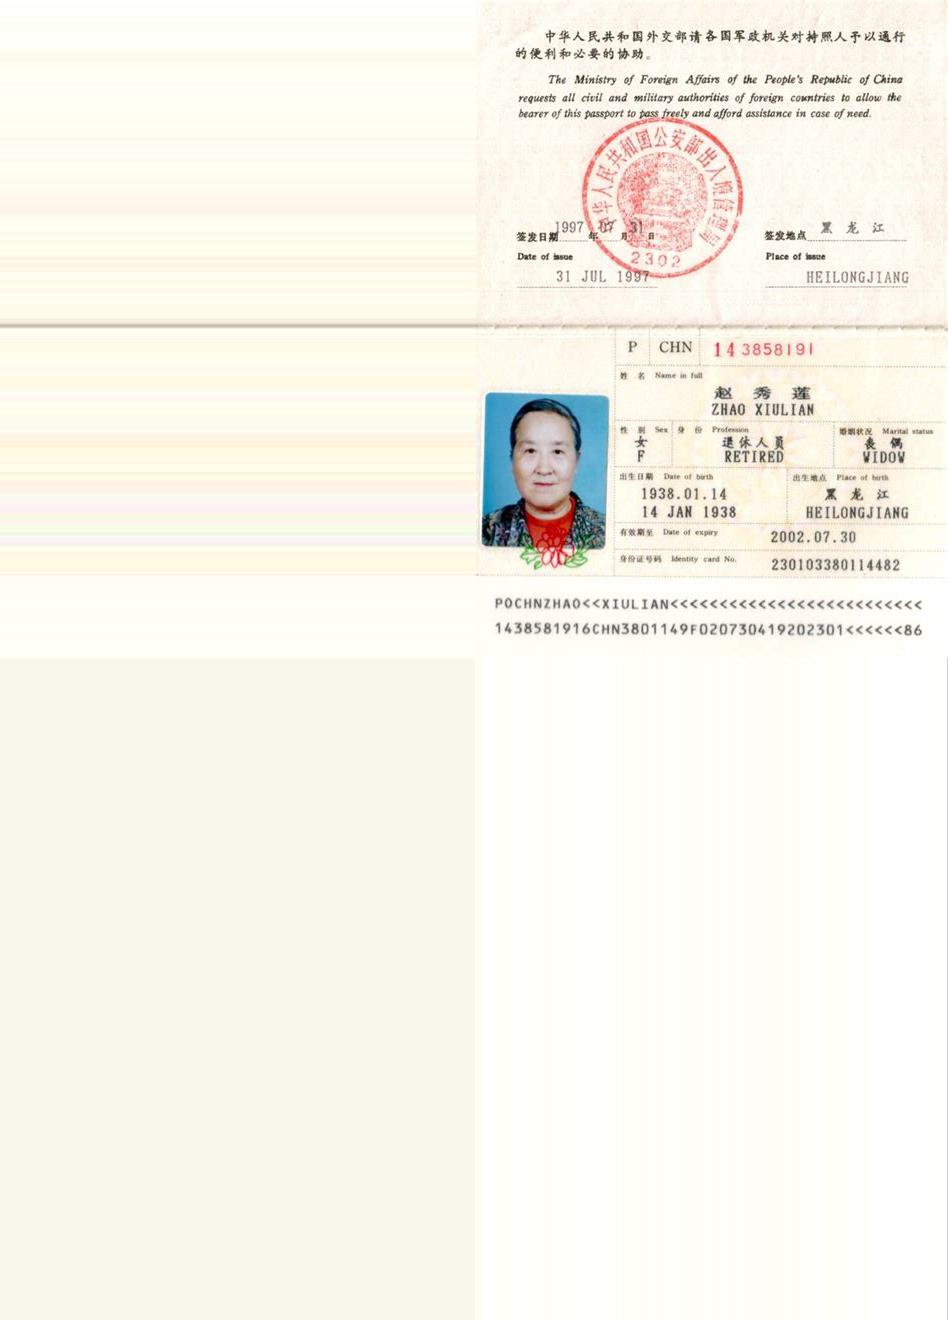 中华人民共和国外交部请各国军政机关对持照人予以通行
的便利和必要的协助。
The Ministry of Foreign Affairs of the People's Republic of China
requests all civil and military authorities of foreign countries to allow the
bearer of this passport to pass freely and afford assistance in case of need.
中华人民共和国公安部出入境管理局
2302
签发日期 1997 年 07 月 31 日 签发地点 黑 龙 江
Date of issue Place of issue
31 JUL 1997 HEILONGJIANG
P CHN 143858191
姓 名 Name in full
赵 秀 莲
ZHAO XIULIAN
性 别 Sex 身 份 Profession 婚姻状况 Marital status
女 退休人员 丧 偶
F RETIRED WIDOW
出生日期 Date of birth 出生地点 Place of birth
1938.01.14 黑 龙 江
14 JAN 1938 HEILONGJIANG
有效期至 Date of expiry 2002.07.30
身份证号码 Identity card No. 230103380114482
POCHNZHAO<<XIULIAN<<<<<<<<<<<<<<<<<<<<<<<<<<
1438581916CHN3801149F020730419202301<<<<<<86